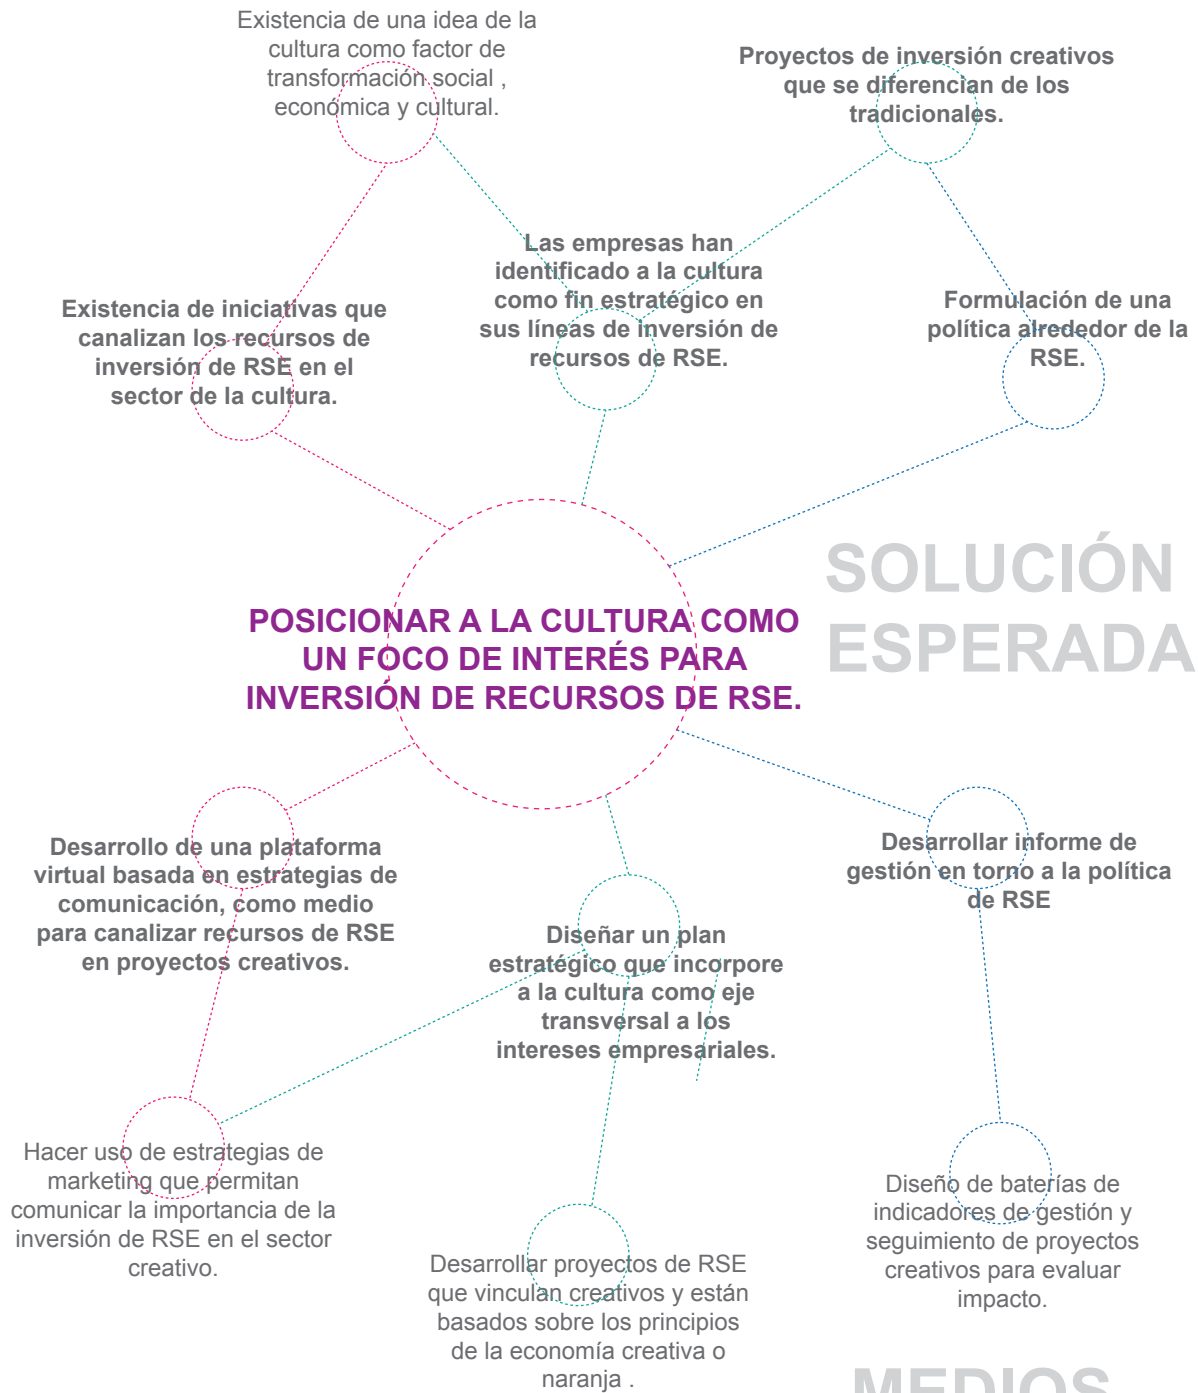 Existencia de una idea de la
cultura como factor de
transformación social ,
económica y cultural.
Proyectos de inversión creativos
que se diferencian de los
tradicionales.
Existencia de iniciativas que
canalizan los recursos de
inversión de RSE en el
sector de la cultura.
Las empresas han
identificado a la cultura
como fin estratégico en
sus líneas de inversión de
recursos de RSE.
Formulación de una
política alrededor de la
RSE.
SOLUCIÓN
ESPERADA
POSICIONAR A LA CULTURA COMO
UN FOCO DE INTERÉS PARA
INVERSIÓN DE RECURSOS DE RSE.
Desarrollo de una plataforma
virtual basada en estrategias de
comunicación, como medio
para canalizar recursos de RSE
en proyectos creativos.
Diseñar un plan
estratégico que incorpore
a la cultura como eje
transversal a los
intereses empresariales.
Desarrollar informe de
gestión en torno a la política
de RSE
Hacer uso de estrategias de
marketing que permitan
comunicar la importancia de la
inversión de RSE en el sector
creativo.
Desarrollar proyectos de RSE
que vinculan creativos y están
basados sobre los principios
de la economía creativa o
naranja .
Diseño de baterías de
indicadores de gestión y
seguimiento de proyectos
creativos para evaluar
impacto.
MEDIOS